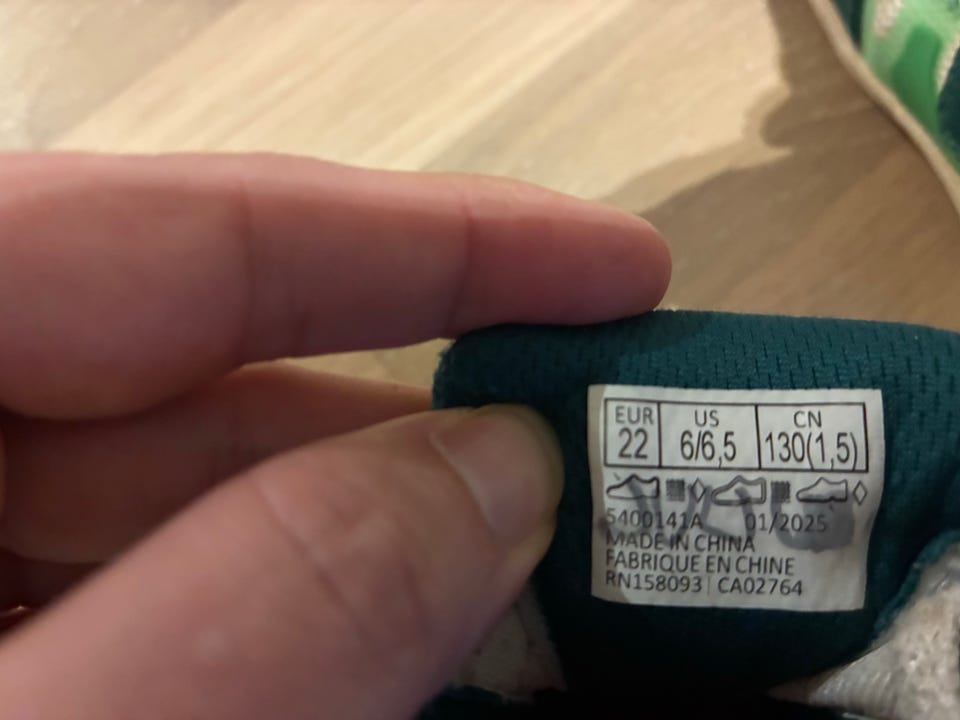 EUR US CN
22 6/6,5 130(1,5)
5400141A 01/2025
MADE IN CHINA
FABRIQUE EN CHINE
RN158093 | CA02764